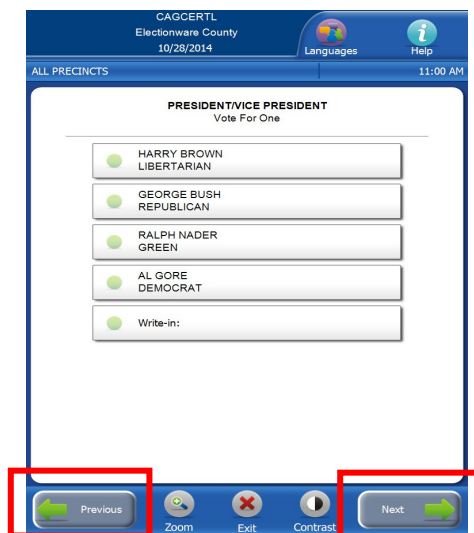 CAGCERTL
Electionware County
10/28/2014
Languages
Help
ALL PRECINCTS
11:00 AM
PRESIDENT/VICE PRESIDENT
Vote For One
HARRY BROWN
LIBERTARIAN
GEORGE BUSH
REPUBLICAN
RALPH NADER
GREEN
AL GORE
DEMOCRAT
Write-in:
Previous
Zoom
Exit
Contrast
Next